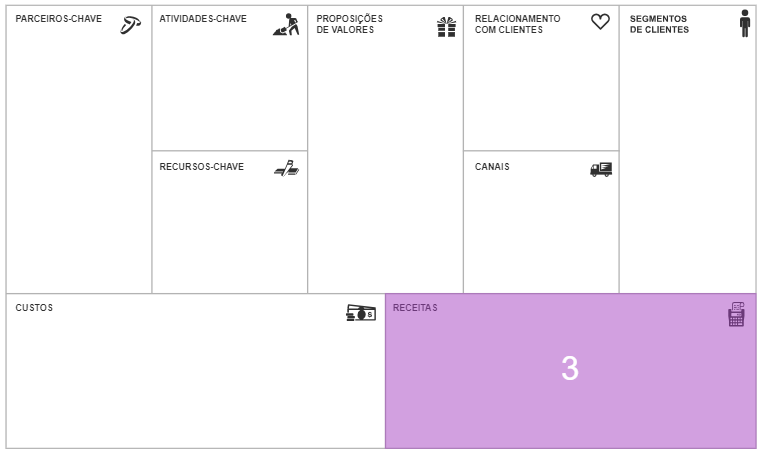 PARCEIROS-CHAVE
ATIVIDADES-CHAVE
PROPOSIÇÕES
DE VALORES
RELACIONAMENTO
COM CLIENTES
SEGMENTOS
DE CLIENTES
RECURSOS-CHAVE
CANAIS
CUSTOS
RECEITAS
3